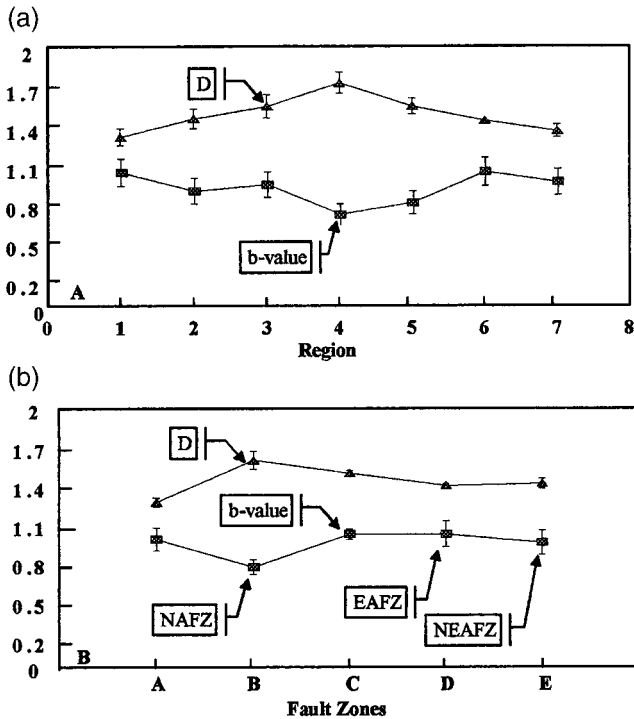 (a)
2
1.7
1.4
1.1
0.8
0.5
0.2
0
D
b-value
A
1 2 3 4 5 6 7 8
Region
(b)
2
1.7
1.4
1.1
0.8
0.5
0.2
0
D
b-value
NAFZ
EAFZ
NEAFZ
B
A B C D E
Fault Zones